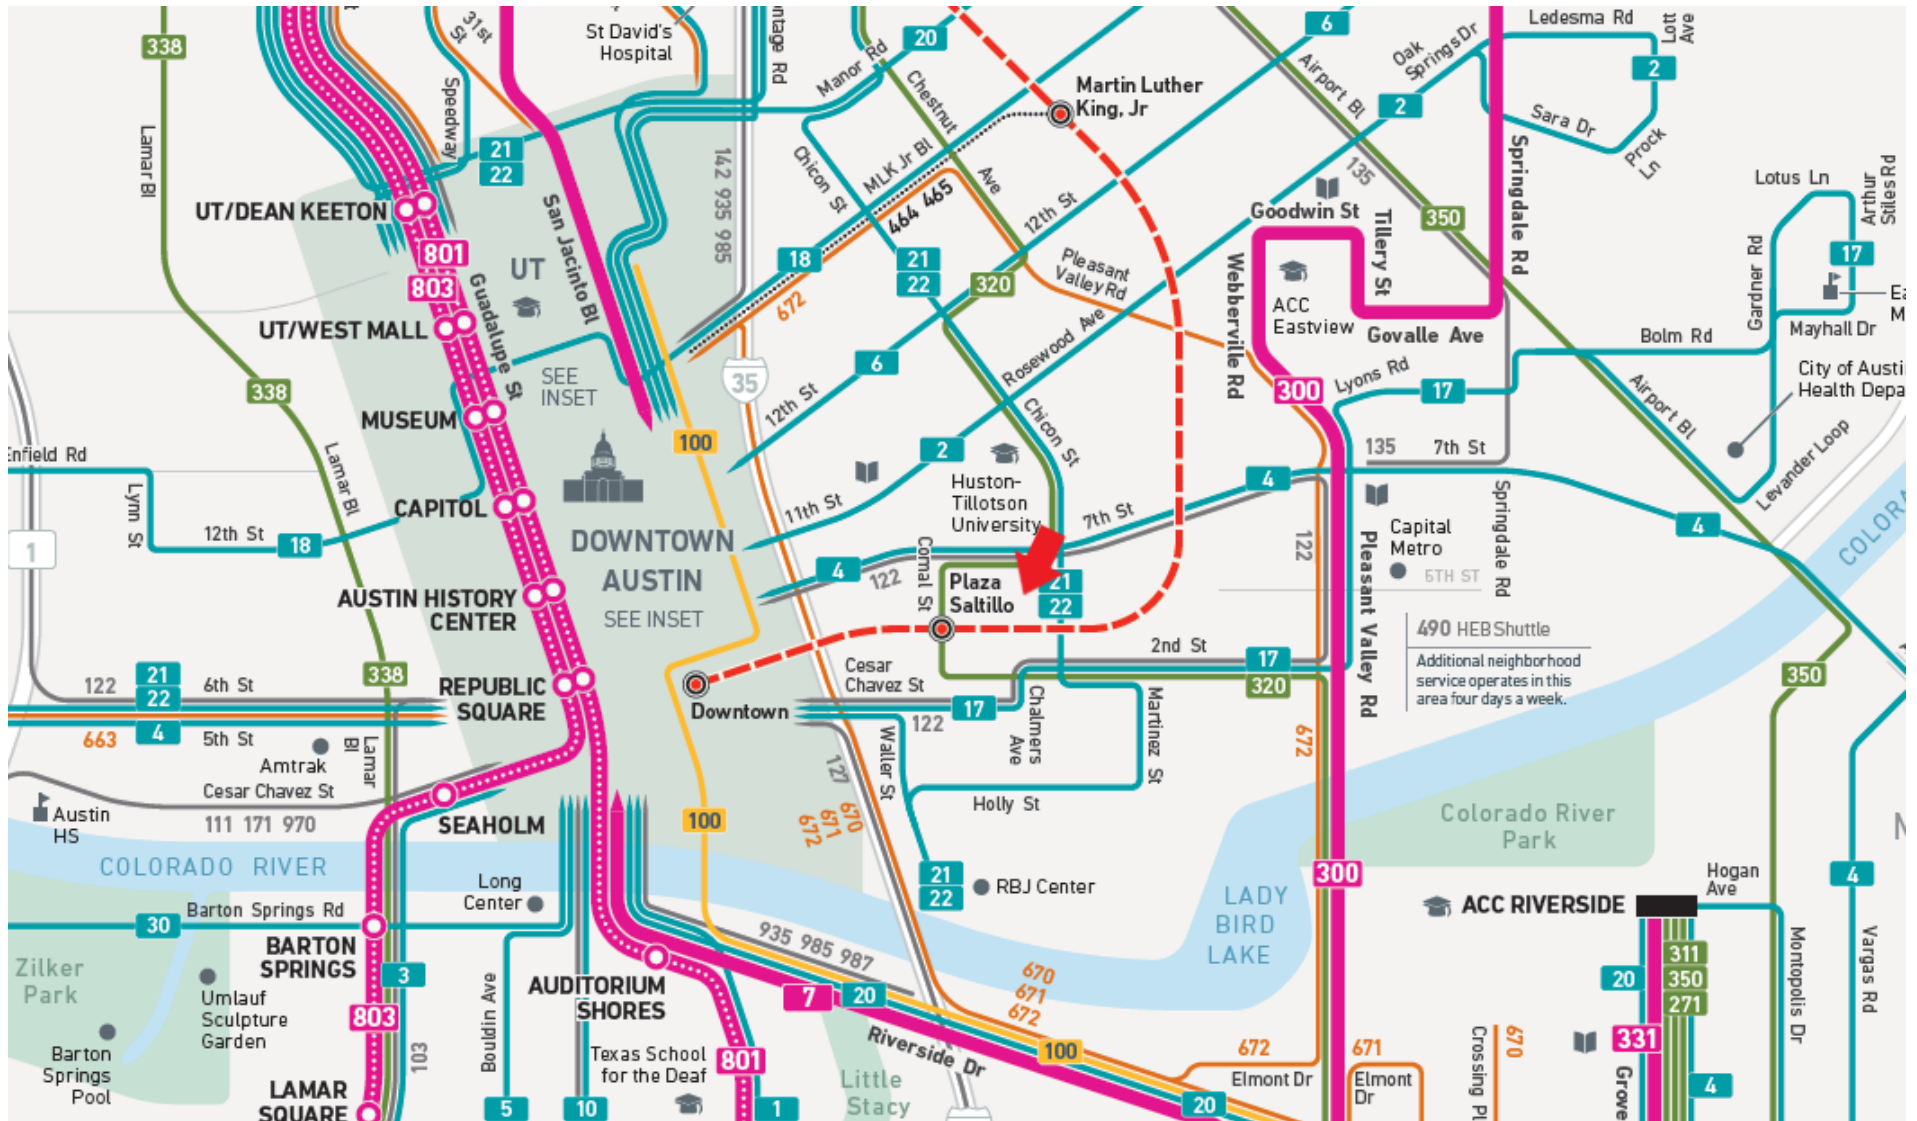 338
31st
St
St David's
Hospital
ntage Rd
20
Manor Rd
6
Oak
Springs Dr
Ledesma Rd
Lott
Ave
2
Lamar Bl
Speedway
21
22
142 935 985
Chestnut
Ave
Martin Luther
King, Jr
Airport Bl
2
Sara Dr
Prock
Ln
Chicon St
MLK Jr Bl
464 465
12th St
135
Springdale Rd
Lotus Ln
Arthur
Stiles Rd
UT/DEAN KEETON
801
803
Guadalupe St
UT
San Jacinto Bl
18
672
21
22
320
Pleasant
Valley Rd
Goodwin St
Tillery St
350
Gardner Rd
17
Webberville Rd
ACC
Eastview
Govalle Ave
Ea
M
Mayhall Dr
Bolm Rd
UT/WEST MALL
35
6
Rosewood Ave
300
Lyons Rd
17
City of Austin
Health Depa
338
SEE
INSET
MUSEUM
12th St
Chicon St
Airport Bl
100
2
135
7th St
Levander Loop
Enfield Rd
Lamar Bl
Lynn St
12th St
18
CAPITOL
11th St
Huston-
Tillotson
University
7th St
4
Capital
Metro
Springdale Rd
4
COLORA
1
DOWNTOWN
AUSTIN
SEE INSET
4
122
Comal St
Plaza
Saltillo
21
22
122
Pleasant Valley Rd
5TH ST
AUSTIN HISTORY
CENTER
490 HEB Shuttle
Additional neighborhood
service operates in this
area four days a week.
2nd St
17
320
350
122
21
22
6th St
338
REPUBLIC
SQUARE
Downtown
Cesar
Chavez St
17
122
Chalmers
Ave
Martinez St
663
4
5th St
Lamar
Bl
Amtrak
Cesar Chavez St
111 171 970
Austin
HS
SEAHOLM
127
670
671
672
Waller St
Holly St
672
Colorado River
Park
100
COLORADO RIVER
Long
Center
21
22
RBJ Center
300
LADY
BIRD
LAKE
Hogan
Ave
4
ACC RIVERSIDE
30
Barton Springs Rd
BARTON
SPRINGS
935 985 987
Zilker
Park
3
Umlauf
Sculpture
Garden
Bouldin Ave
AUDITORIUM
SHORES
7
20
670
671
672
20
311
350
271
Montopolis Dr
Vargas Rd
803
Barton
Springs
Pool
103
Texas School
for the Deaf
801
Riverside Dr
100
672
Elmont Dr
671
Elmont
Dr
Crossing Pl
670
331
Grove
4
LAMAR
SQUARE
5
10
1
Little
Stacy
20